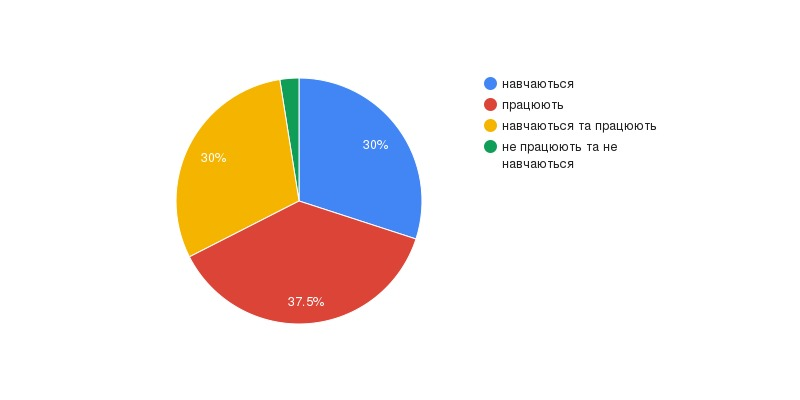 навчаються
працюють
навчаються та працюють
не працюють та не
навчаються
30%
30%
37.5%